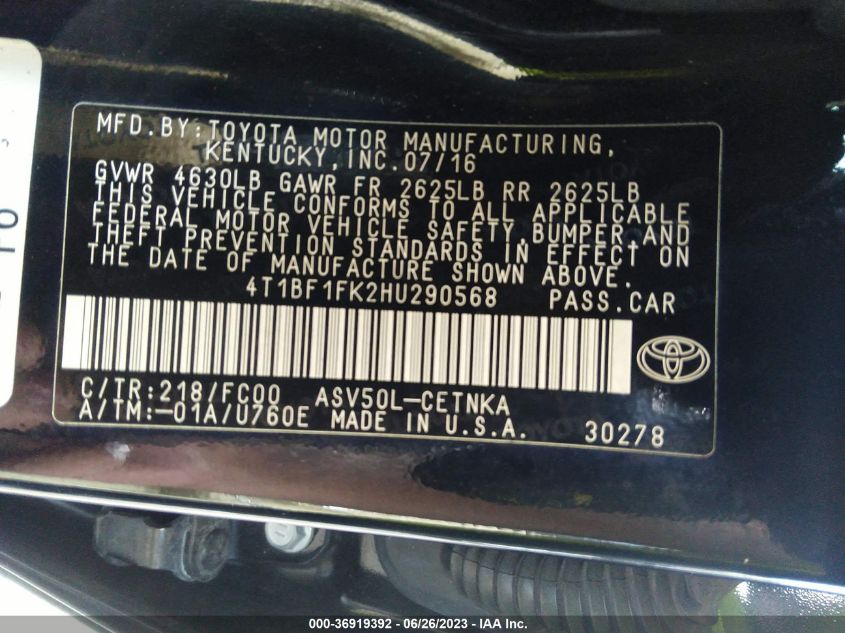 MFD.BY:TOYOTA MOTOR MANUFACTURING,
KENTUCKY,INC.07/16
GVWR 4630LB GAWR FR 2625LB RR 2625LB
THIS VEHICLE CONFORMS TO ALL APPLICABLE
FEDERAL MOTOR VEHICLE SAFETY,BUMPER,AND
THEFT PREVENTION STANDARDS IN EFFECT ON
THE DATE OF MANUFACTURE SHOWN ABOVE.
4T1BF1FK2HU290568 PASS.CAR
C/TR:218/FC00 ASV50L-CETNKA
A/TM:-01A/U760E MADE IN U.S.A. 30278
000-36919392 - 06/26/2023 - IAA Inc.